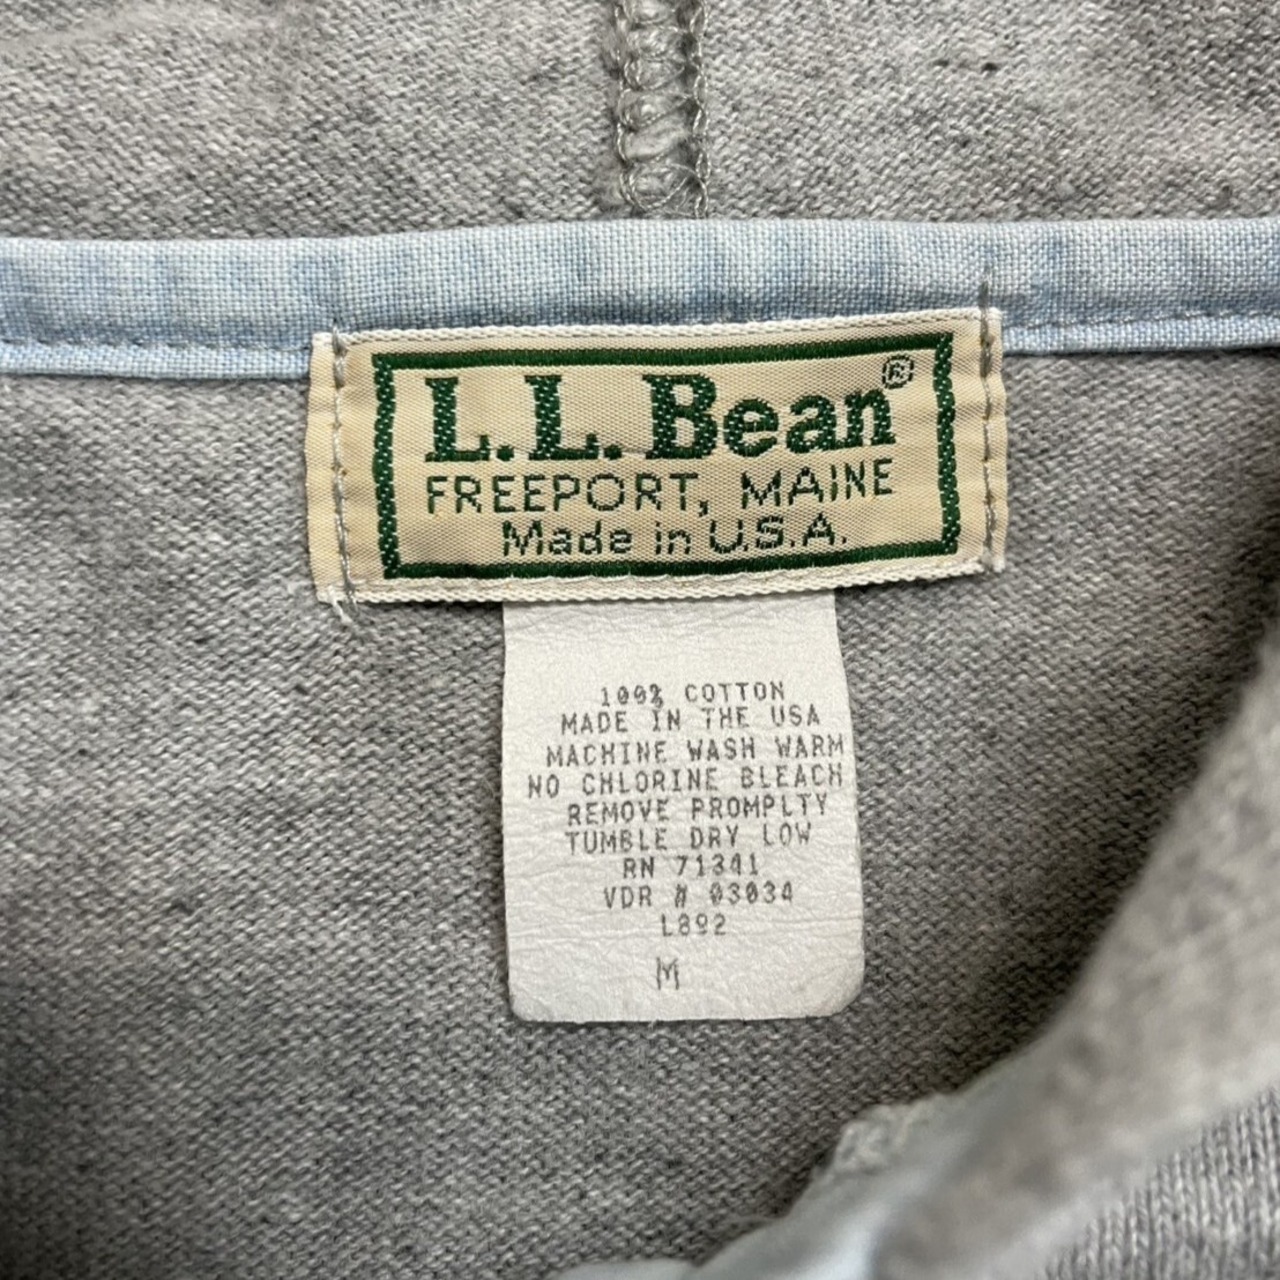 L.L.Bean®
FREEPORT, MAINE
Made in U.S.A.
100% COTTON
MADE IN THE USA
MACHINE WASH WARM
NO CHLORINE BLEACH
REMOVE PROMPLTY
TUMBLE DRY LOW
RN 71341
VDR # 03034
L892
M